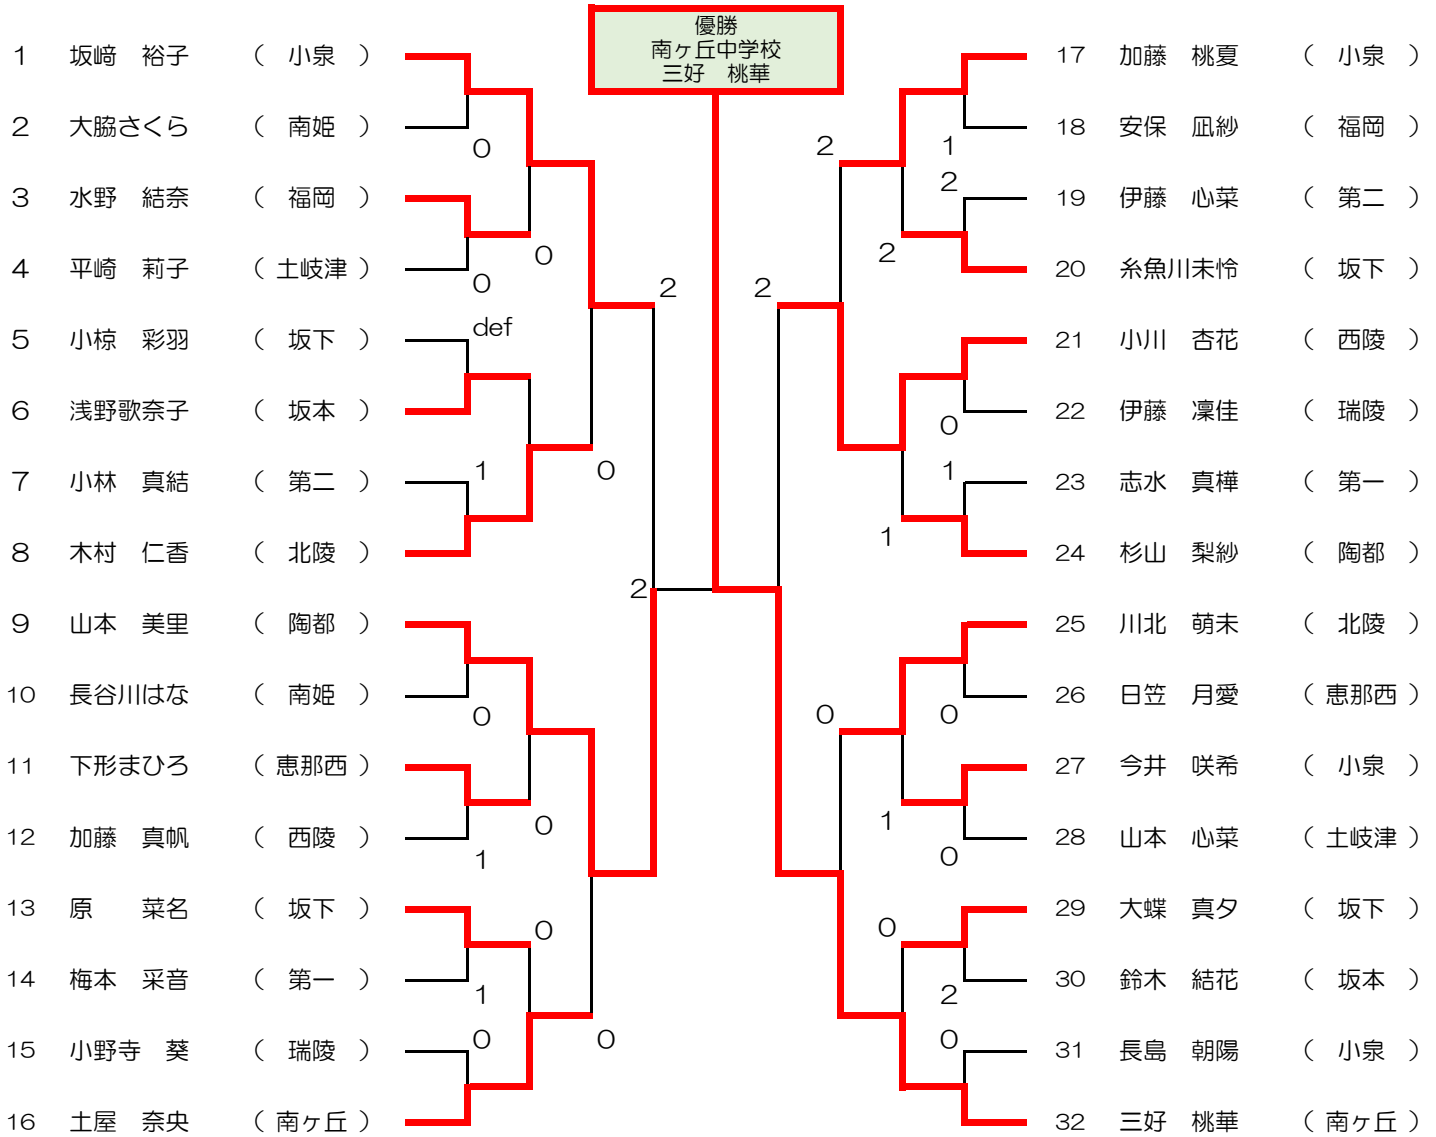 優勝
南ヶ丘中学校
三好　桃華
1 坂﨑　裕子 （ 小泉 ）
2 大脇さくら （ 南姫 ）
0
3 水野　結奈 （ 福岡 ）
0
4 平崎　莉子 （ 土岐津 ）
0
2
def
5 小椋　彩羽 （ 坂下 ）
6 浅野歌奈子 （ 坂本 ）
1
0
7 小林　真結 （ 第二 ）
8 木村　仁香 （ 北陵 ）
2
9 山本　美里 （ 陶都 ）
10 長谷川はな （ 南姫 ）
0
11 下形まひろ （ 恵那西 ）
0
12 加藤　真帆 （ 西陵 ）
1
13 原　　菜名 （ 坂下 ）
0
14 梅本　采音 （ 第一 ）
1
0
0
15 小野寺　葵 （ 瑞陵 ）
16 土屋　奈央 （ 南ヶ丘 ）
17 加藤　桃夏 （ 小泉 ）
18 安保　凪紗 （ 福岡 ）
2
1
2
19 伊藤　心菜 （ 第二 ）
2
20 糸魚川未怜 （ 坂下 ）
2
21 小川　杏花 （ 西陵 ）
22 伊藤　凜佳 （ 瑞陵 ）
0
1
23 志水　真樺 （ 第一 ）
1
24 杉山　梨紗 （ 陶都 ）
25 川北　萌未 （ 北陵 ）
26 日笠　月愛 （ 恵那西 ）
0
0
27 今井　咲希 （ 小泉 ）
1
28 山本　心菜 （ 土岐津 ）
0
29 大蝶　真夕 （ 坂下 ）
0
30 鈴木　結花 （ 坂本 ）
2
0
31 長島　朝陽 （ 小泉 ）
32 三好　桃華 （ 南ヶ丘 ）